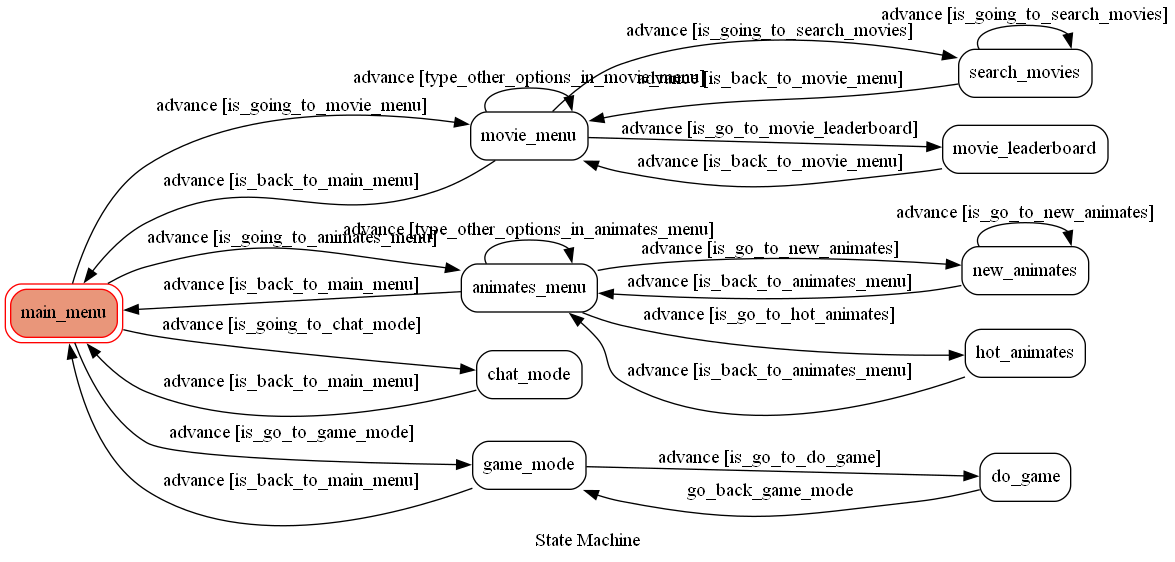 advance [is_going_to_search_movies]
advance [is_going_to_search_movies]
search_movies
advance [type_other_options_in_movie_menu]
advance [is_back_to_movie_menu]
advance [is_going_to_movie_menu]
movie_menu
advance [is_go_to_movie_leaderboard]
movie_leaderboard
advance [is_back_to_movie_menu]
advance [is_back_to_main_menu]
advance [is_going_to_animates_menu]
advance [type_other_options_in_animates_menu]
advance [is_go_to_new_animates]
advance [is_go_to_new_animates]
new_animates
advance [is_back_to_main_menu]
animates_menu
advance [is_back_to_animates_menu]
main_menu
advance [is_going_to_chat_mode]
advance [is_go_to_hot_animates]
hot_animates
advance [is_back_to_main_menu]
chat_mode
advance [is_back_to_animates_menu]
advance [is_go_to_game_mode]
game_mode
advance [is_go_to_do_game]
do_game
advance [is_back_to_main_menu]
go_back_game_mode
State Machine